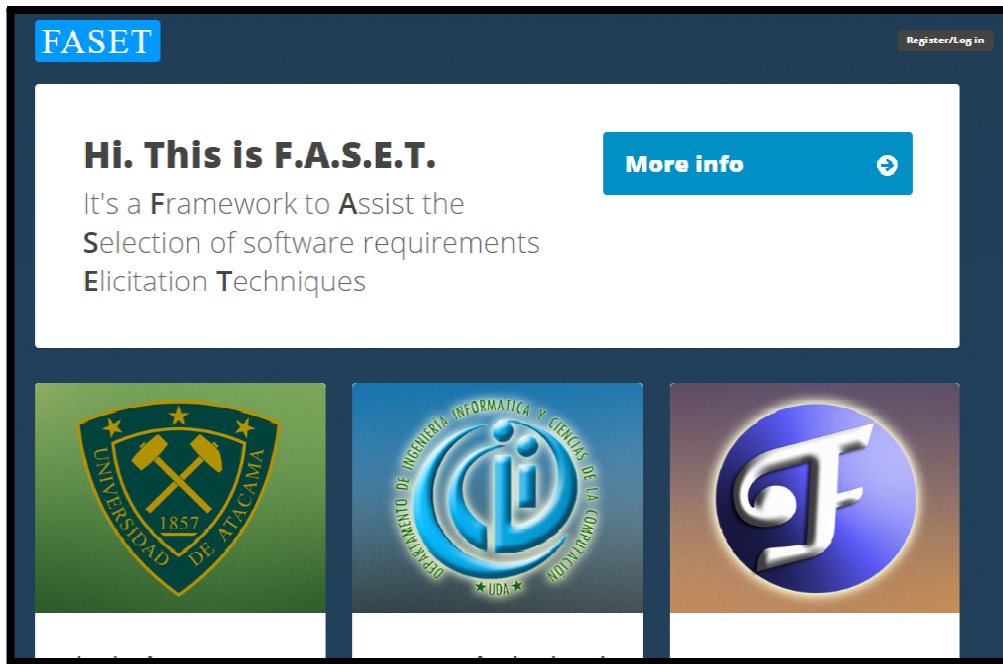 FASET
Register/Log in
Hi. This is F.A.S.E.T.
More info
It's a Framework to Assist the
Selection of software requirements
Elicitation Techniques
UNIVERSIDAD DE ATACAMA
1857
DEPARTAMENTO DE INGENIERÍA INFORMATICA Y CIENCIAS DE LA COMPUTACIÓN
UDA
F